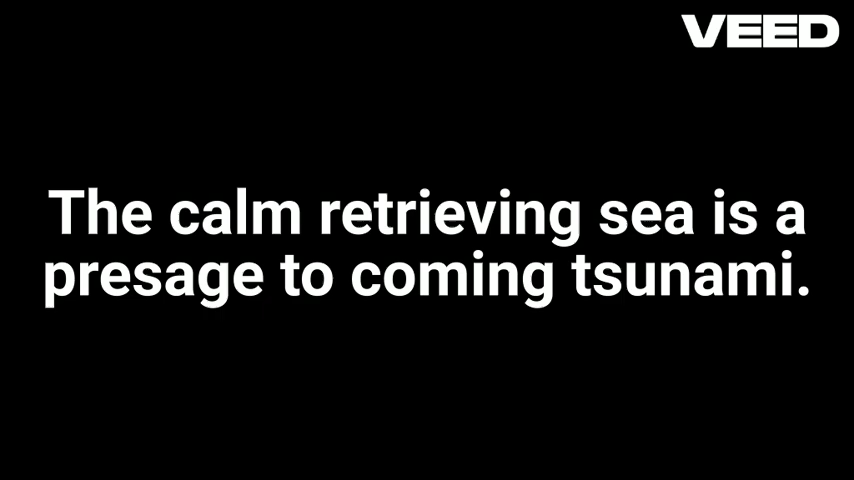 VEED
The calm retrieving sea is a
presage to coming tsunami.